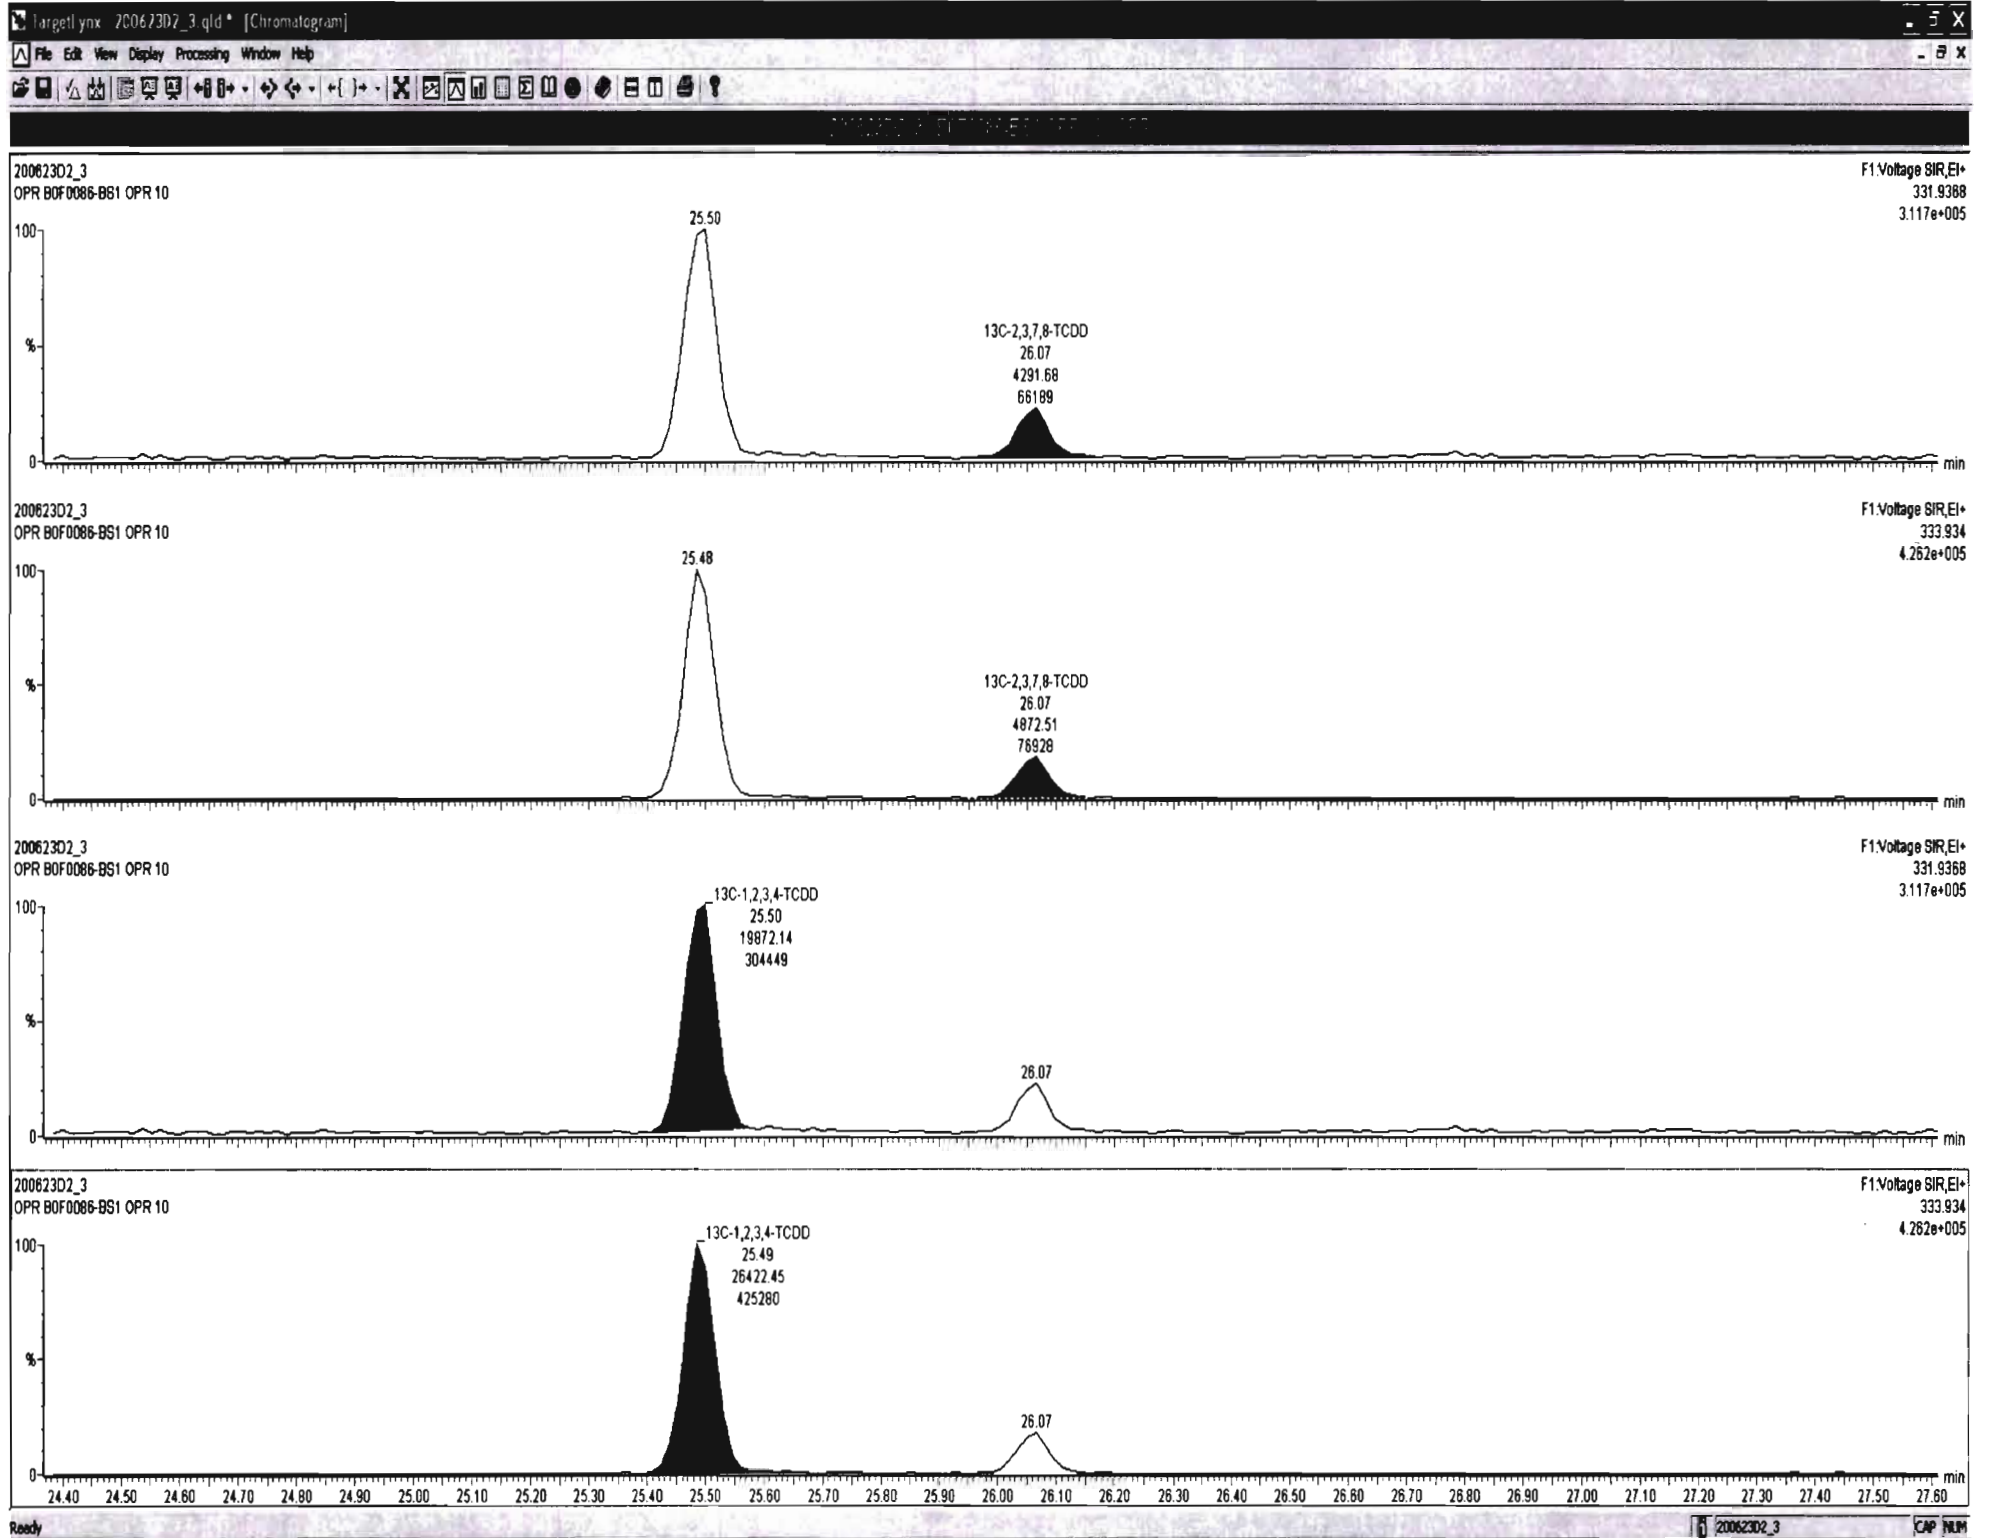 TargetLynx 200623D2_3.qld * [Chromatogram]
File Edit View Display Processing Window Help
200623D2_3
OPR B0F0086-BS1 OPR 10
F1:Voltage SIR,EI+
331.9368
3.117e+005
25.50
100
13C-2,3,7,8-TCDD
26.07
4291.68
66189
%
0
min
200623D2_3
OPR B0F0086-BS1 OPR 10
F1:Voltage SIR,EI+
333.934
4.262e+005
25.48
100
13C-2,3,7,8-TCDD
26.07
4872.51
76928
%
0
min
200623D2_3
OPR B0F0086-BS1 OPR 10
F1:Voltage SIR,EI+
331.9368
3.117e+005
100
13C-1,2,3,4-TCDD
25.50
19872.14
304449
%
26.07
0
min
200623D2_3
OPR B0F0086-BS1 OPR 10
F1:Voltage SIR,EI+
333.934
4.262e+005
100
13C-1,2,3,4-TCDD
25.49
26422.45
425280
%
26.07
0
min
24.40 24.50 24.60 24.70 24.80 24.90 25.00 25.10 25.20 25.30 25.40 25.50 25.60 25.70 25.80 25.90 26.00 26.10 26.20 26.30 26.40 26.50 26.60 26.70 26.80 26.90 27.00 27.10 27.20 27.30 27.40 27.50 27.60
Ready
200623D2_3
CAP NUM